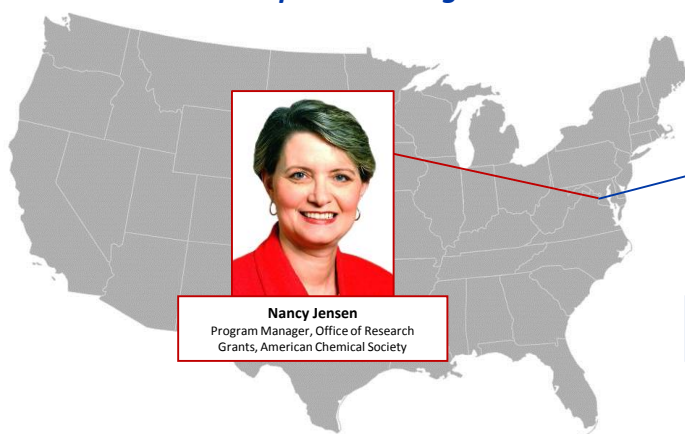 Nancy Jensen
Program Manager, Office of Research
Grants, American Chemical Society